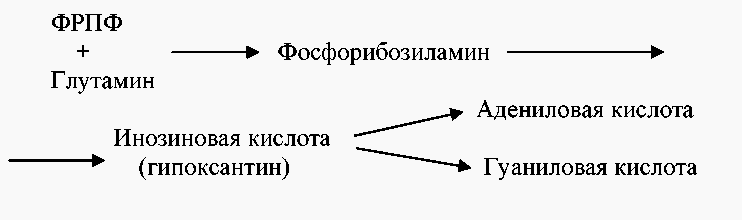 ФРПФ
+
Глутамин
Фосфорибозиламин
Инозиновая кислота
(гипоксантин)
Адениловая кислота
Гуаниловая кислота